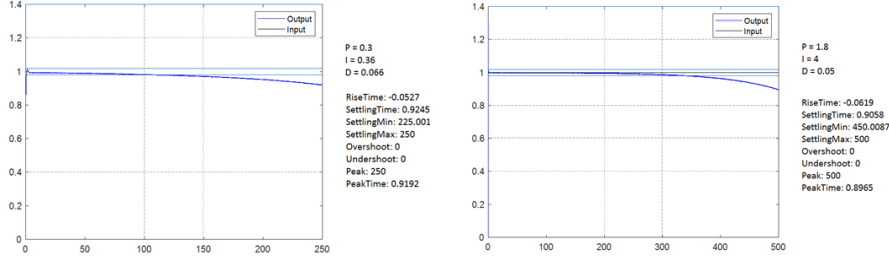 1.4
1.2
1
0.8
0.6
0.4
0.2
0
0 50 100 150 200 250
Output
Input
P = 0.3
I = 0.36
D = 0.066
RiseTime: -0.0527
SettlingTime: 0.9245
SettlingMin: 225.001
SettlingMax: 250
Overshoot: 0
Undershoot: 0
Peak: 250
PeakTime: 0.9192
1.4
1.2
1
0.8
0.6
0.4
0.2
0
0 100 200 300 400 500
Output
Input
P = 1.8
I = 4
D = 0.05
RiseTime: -0.0619
SettlingTime: 0.9058
SettlingMin: 450.0087
SettlingMax: 500
Overshoot: 0
Undershoot: 0
Peak: 500
PeakTime: 0.8965